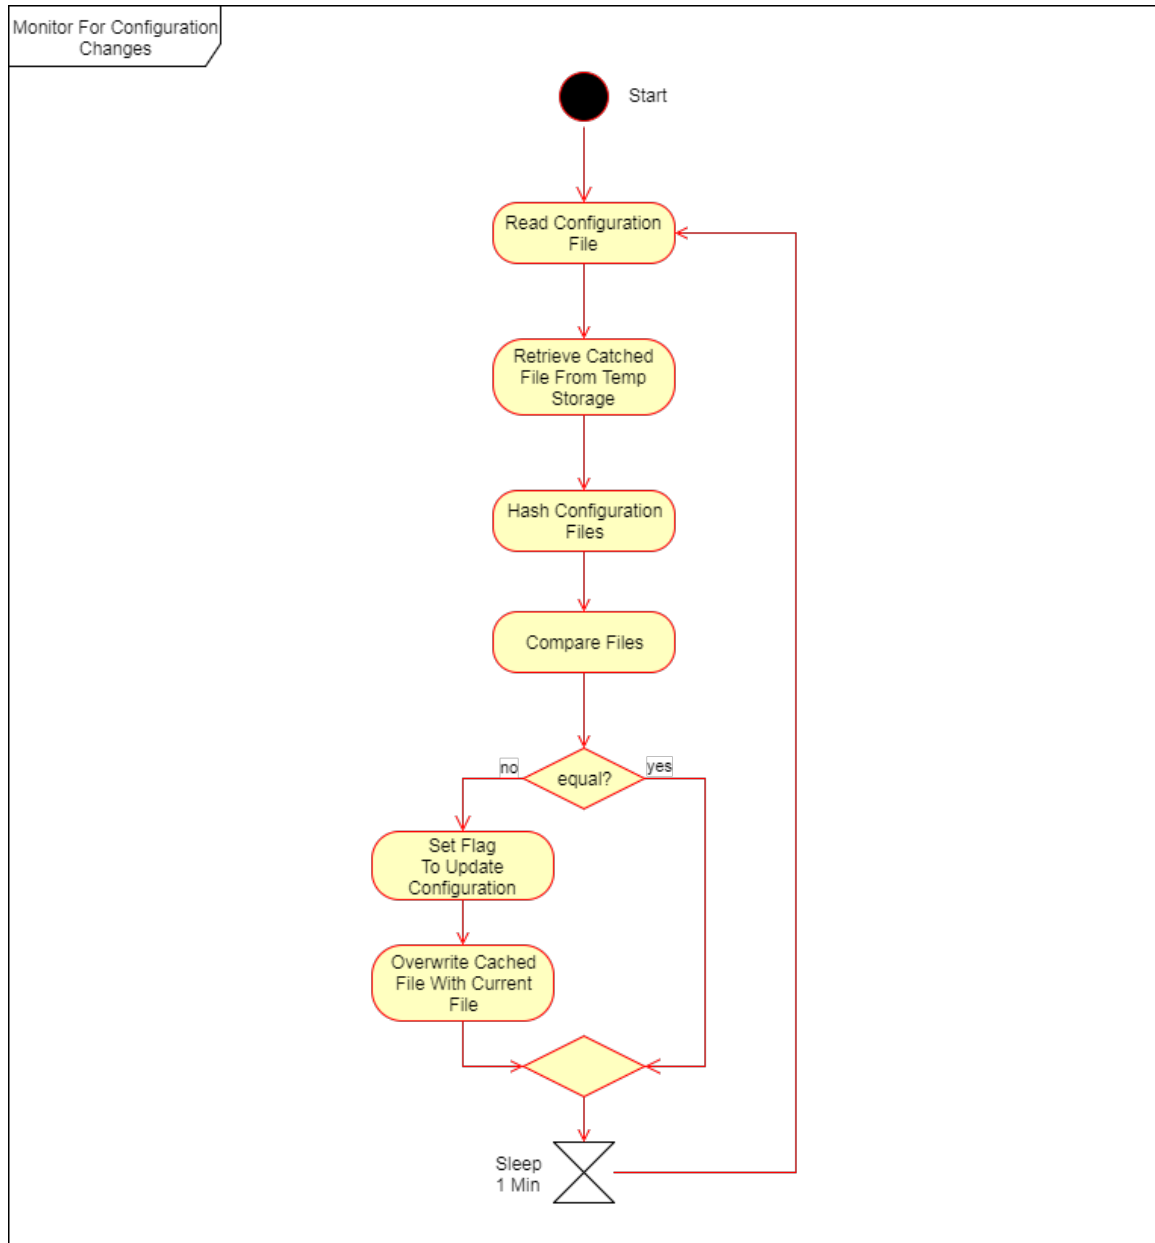 Monitor For Configuration
Changes
Start
Read Configuration
File
Retrieve Catched
File From Temp
Storage
Hash Configuration
Files
Compare Files
no
equal?
yes
Set Flag
To Update
Configuration
Overwrite Cached
File With Current
File
Sleep
1 Min